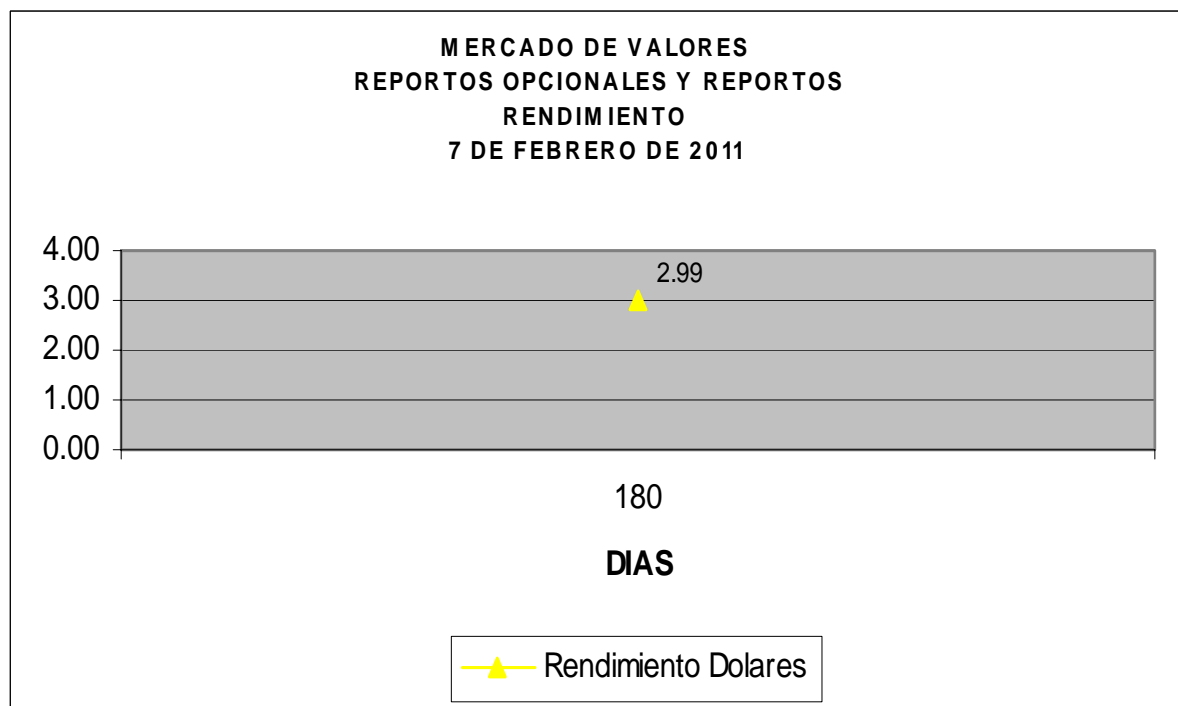 MERCADO DE VALORES
REPORTOS OPCIONALES Y REPORTOS
RENDIMIENTO
7 DE FEBRERO DE 2011
4.00
2.99
3.00
2.00
1.00
0.00
180
DIAS
Rendimiento Dolares